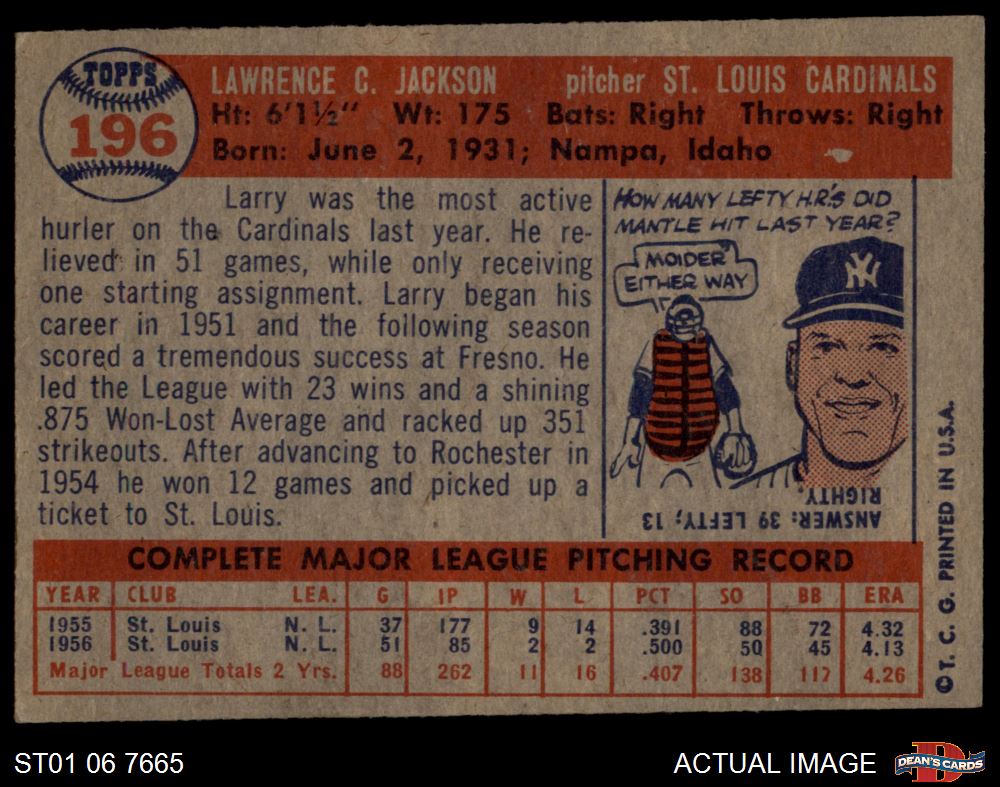 TOPPS
196
LAWRENCE C. JACKSON pitcher ST. LOUIS CARDINALS
Ht: 6'1½" Wt: 175 Bats: Right Throws: Right
Born: June 2, 1931; Nampa, Idaho
Larry was the most active
hurler on the Cardinals last year. He re-
lieved in 51 games, while only receiving
one starting assignment. Larry began his
career in 1951 and the following season
scored a tremendous success at Fresno. He
led the League with 23 wins and a shining
.875 Won-Lost Average and racked up 351
strikeouts. After advancing to Rochester in
1954 he won 12 games and picked up a
ticket to St. Louis.
HOW MANY LEFTY H.R.'S DID
MANTLE HIT LAST YEAR?
MOIDER
EITHER WAY
NY
ANSWER: 39 LEFTY; 13
RIGHTY.
COMPLETE MAJOR LEAGUE PITCHING RECORD
YEAR CLUB LEA. G IP W L PCT SO BB ERA
1955 St. Louis N. L. 37 177 9 14 .391 88 72 4.32
1956 St. Louis N. L. 51 85 2 2 .500 50 45 4.13
Major League Totals 2 Yrs. 88 262 11 16 .407 138 117 4.26
©T. C. G. PRINTED IN U.S.A.
ST01 06 7665
ACTUAL IMAGE
DEAN'S CARDS